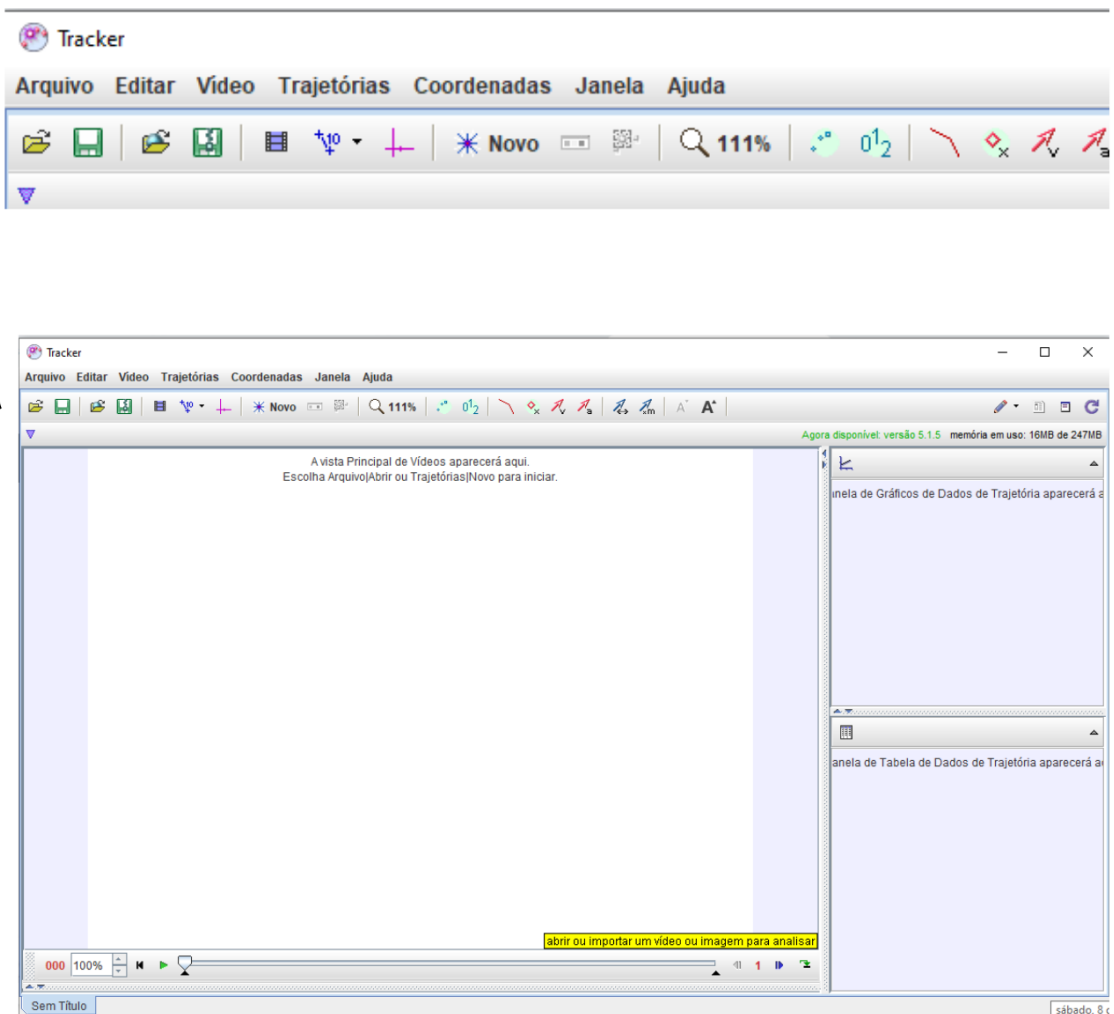 Tracker
Arquivo Editar Vídeo Trajetórias Coordenadas Janela Ajuda
Novo 111% 0¹₂ x v a
Tracker
Arquivo Editar Vídeo Trajetórias Coordenadas Janela Ajuda
Novo 111% 0¹₂ x v a xm A A
Agora disponível: versão 5.1.5 memória em uso: 16MB de 247MB
A vista Principal de Vídeos aparecerá aqui.
Escolha Arquivo|Abrir ou Trajetórias|Novo para iniciar.
de Gráficos de Dados de Trajetória aparecerá
de Tabela de Dados de Trajetória aparecerá
abrir ou importar um vídeo ou imagem para analisar
000 100% 1
Sem Título
sábado, 8